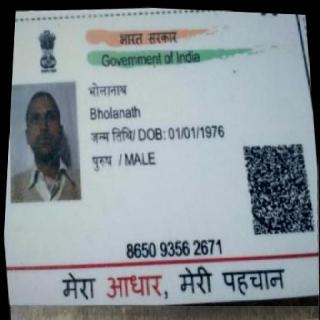 भारत सरकार
Government of India
भोलानाथ
Bholanath
जन्म तिथि/ DOB: 01/01/1976
पुरुष / MALE
8650 9356 2671
मेरा आधार, मेरी पहचान